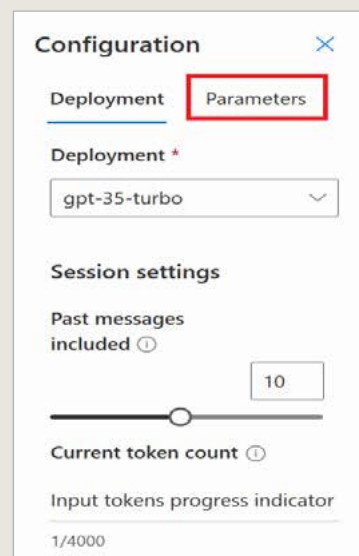 Configuration
Deployment Parameters
Deployment *
gpt-35-turbo
Session settings
Past messages
included
10
Current token count
Input tokens progress indicator
1/4000